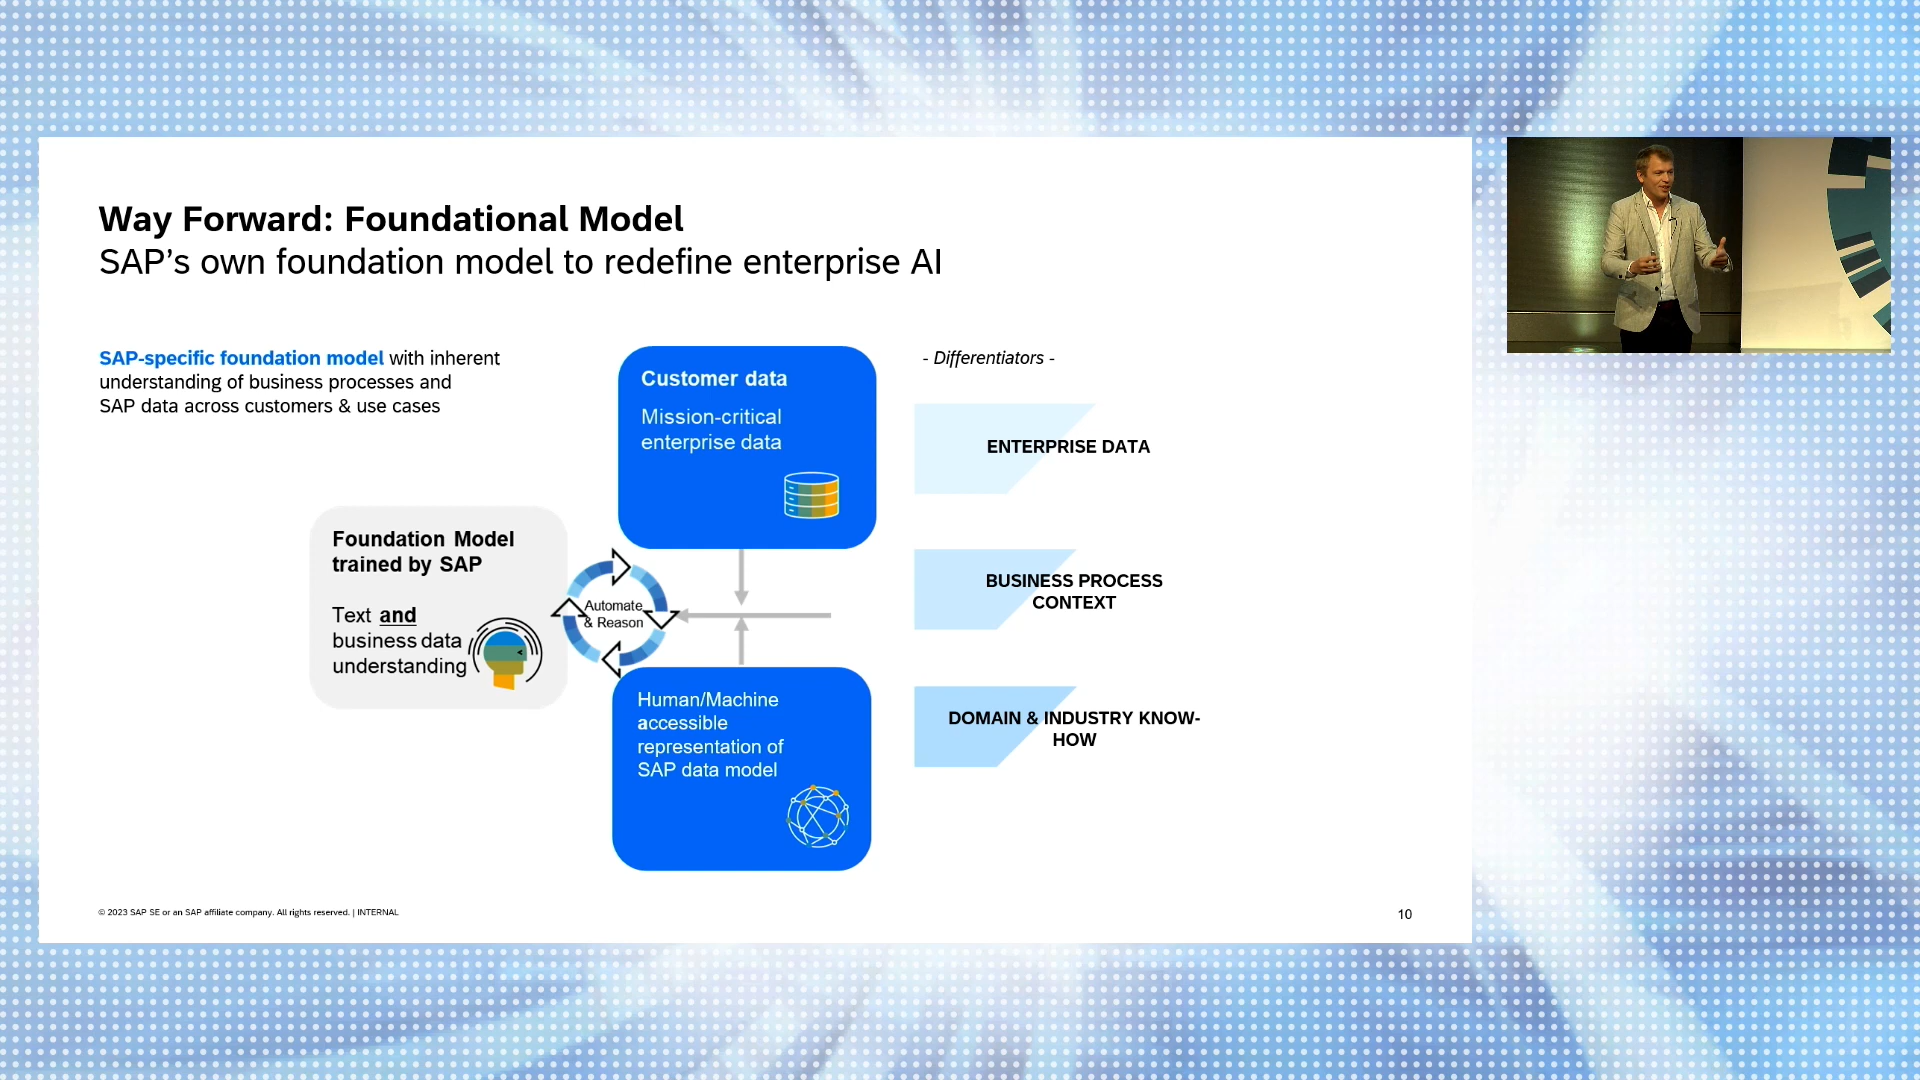 Way Forward: Foundational Model
SAP’s own foundation model to redefine enterprise AI
SAP-specific foundation model with inherent
understanding of business processes and
SAP data across customers & use cases
Foundation Model
trained by SAP
Text and
business data
understanding
Automate
& Reason
Customer data
Mission-critical
enterprise data
Human/Machine
accessible
representation of
SAP data model
- Differentiators -
ENTERPRISE DATA
BUSINESS PROCESS
CONTEXT
DOMAIN & INDUSTRY KNOW-
HOW
© 2023 SAP SE or an SAP affiliate company. All rights reserved. | INTERNAL
10